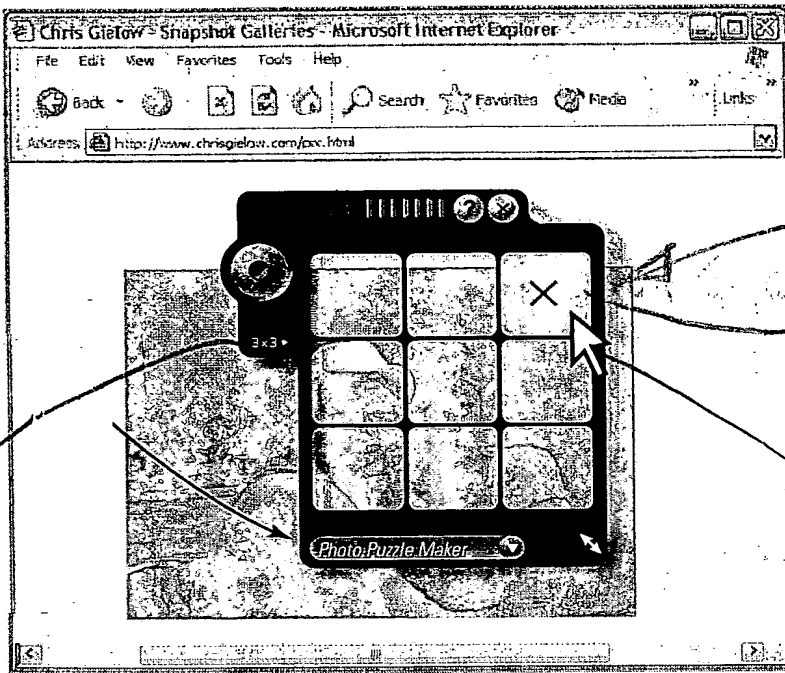 Chris Gielow - Snapshot Galleries - Microsoft Internet Explorer
File Edit View Favorites Tools Help
Back Search Favorites Media Links
Address http://www.chrisgielow.com/pxc.html
3x3
Photo Puzzle Maker